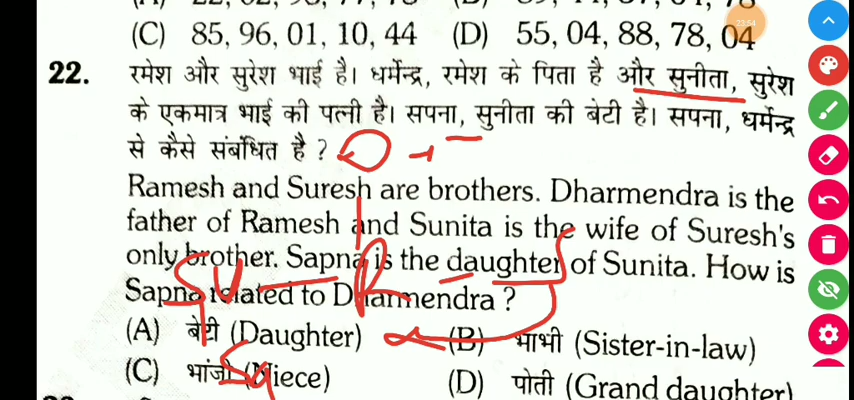 (C) 85, 96, 01, 10, 44 (D) 55, 04, 88, 78, 04
23:54
22. रमेश और सुरेश भाई है। धर्मेन्द्र, रमेश के पिता है और सुनीता, सुरेश
के एकमात्र भाई की पत्नी है। सपना, सुनीता की बेटी है। सपना, धर्मेन्द्र
से कैसे संबंधित है ?
Ramesh and Suresh are brothers. Dharmendra is the
father of Ramesh and Sunita is the wife of Suresh's
only brother. Sapna is the daughter of Sunita. How is
Sapna related to Dharmendra ?
(A) बेटी (Daughter) (B) भाभी (Sister-in-law)
(C) भांजी (Niece) (D) पोती (Grand daughter)